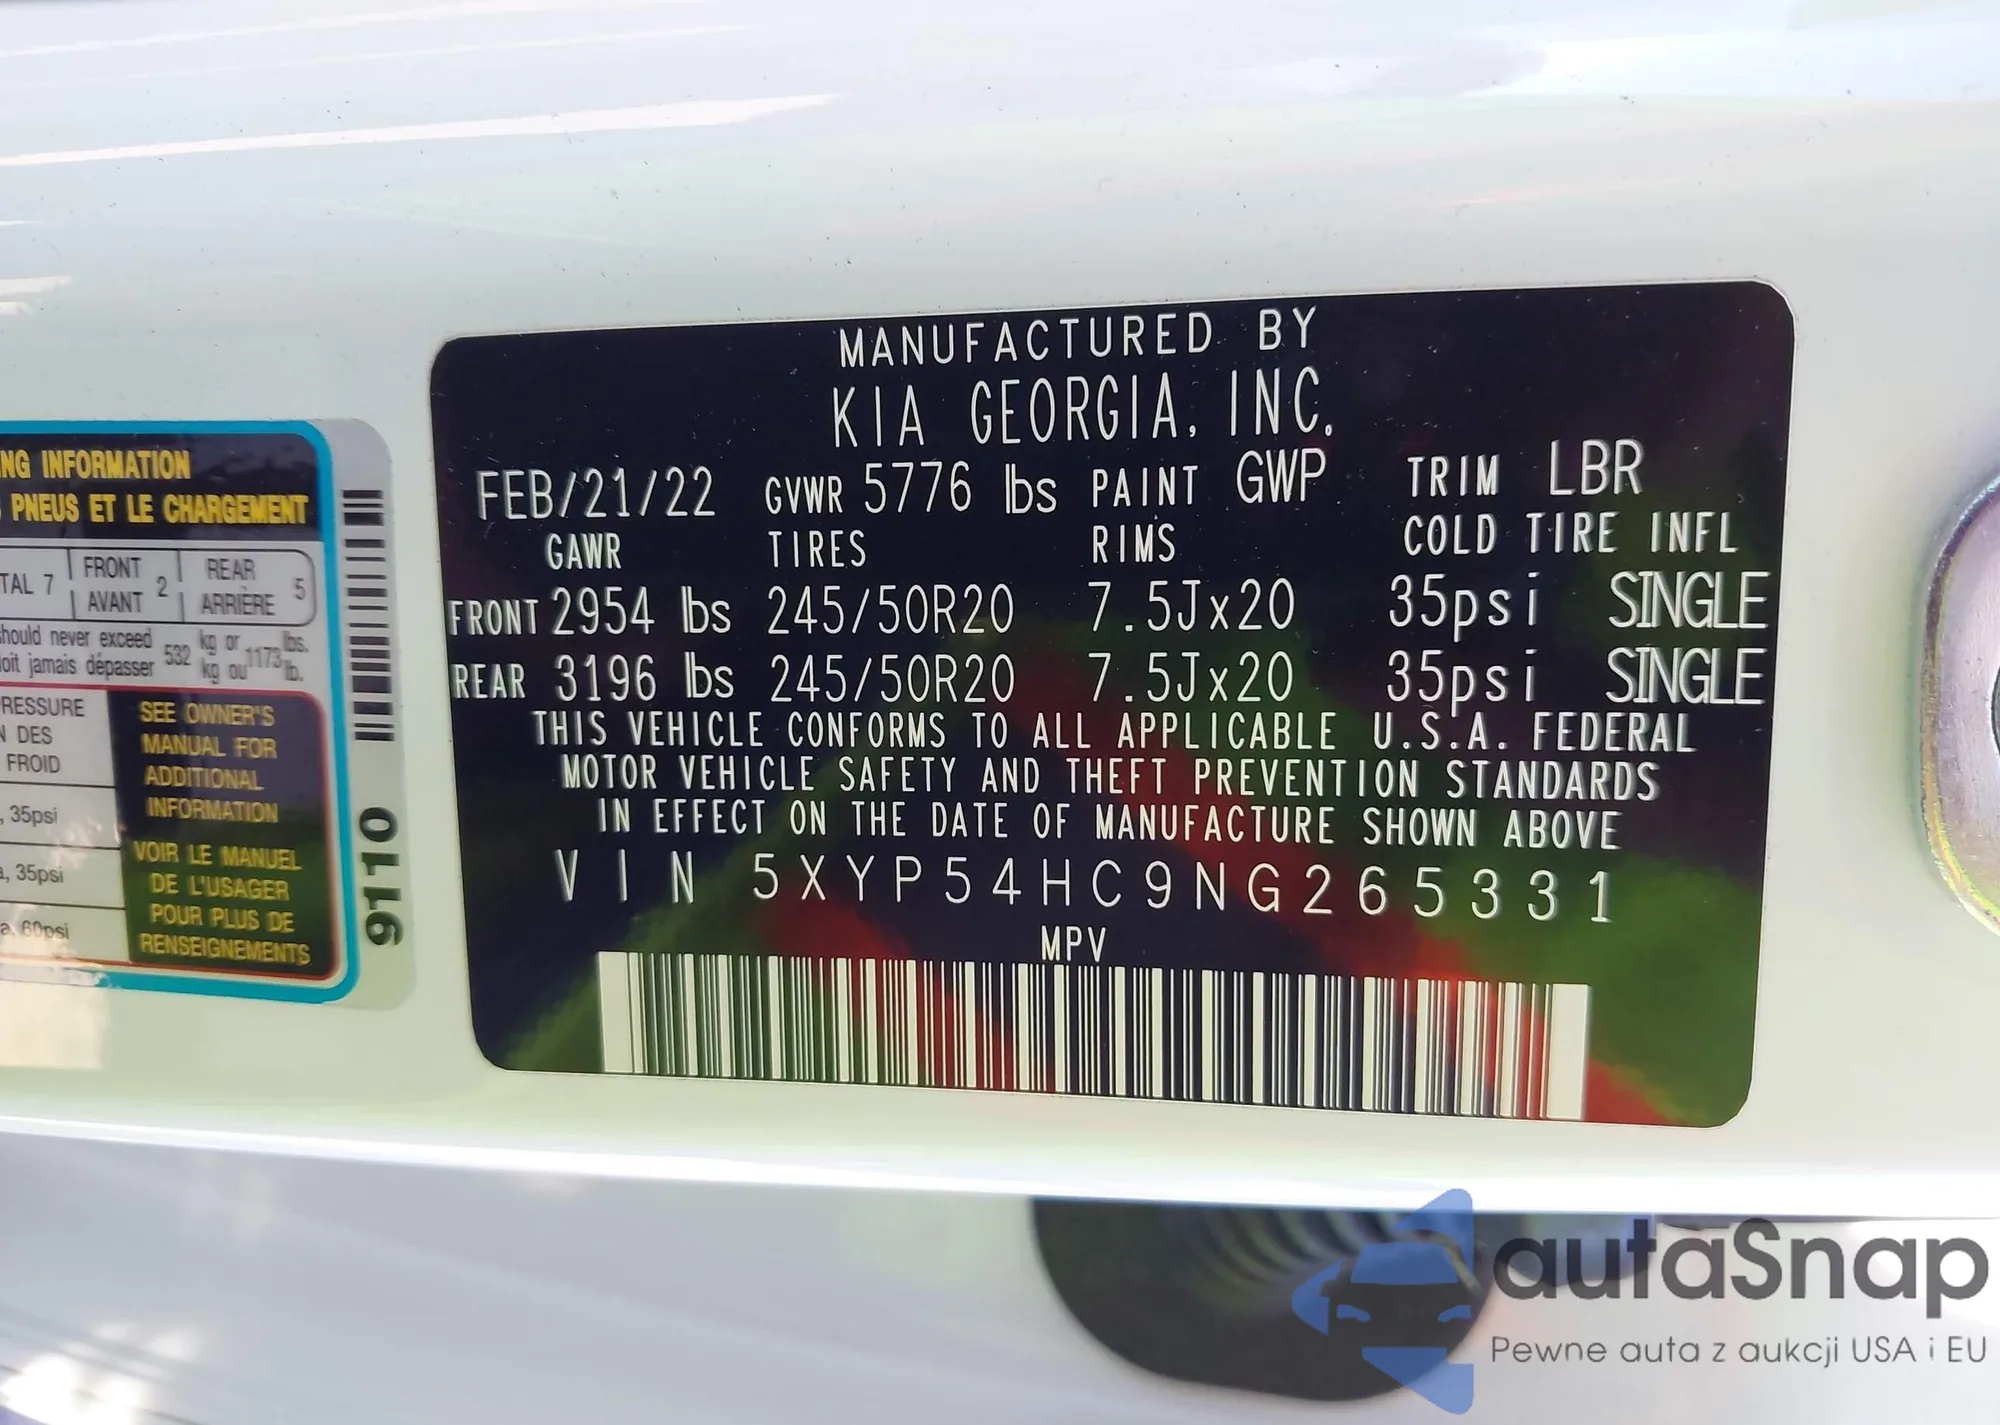 NG INFORMATION
PNEUS ET LE CHARGEMENT
TAL 7 FRONT AVANT 2 REAR ARRIÈRE 5
hould never exceed 532 kg or 1173 lbs.
oit jamais dépasser kg ou lb.
RESSURE
N DES
FROID
, 35psi
a, 35psi
a, 60psi
SEE OWNER'S
MANUAL FOR
ADDITIONAL
INFORMATION
VOIR LE MANUEL
DE L'USAGER
POUR PLUS DE
RENSEIGNEMENTS
9110
MANUFACTURED BY
KIA GEORGIA, INC.
FEB/21/22 GVWR 5776 lbs PAINT GWP TRIM LBR
GAWR TIRES RIMS COLD TIRE INFL
FRONT 2954 lbs 245/50R20 7.5Jx20 35psi SINGLE
REAR 3196 lbs 245/50R20 7.5Jx20 35psi SINGLE
THIS VEHICLE CONFORMS TO ALL APPLICABLE U.S.A. FEDERAL
MOTOR VEHICLE SAFETY AND THEFT PREVENTION STANDARDS
IN EFFECT ON THE DATE OF MANUFACTURE SHOWN ABOVE
VIN 5XYP54HC9NG265331
MPV
autaSnap
Pewne auta z aukcji USA i EU